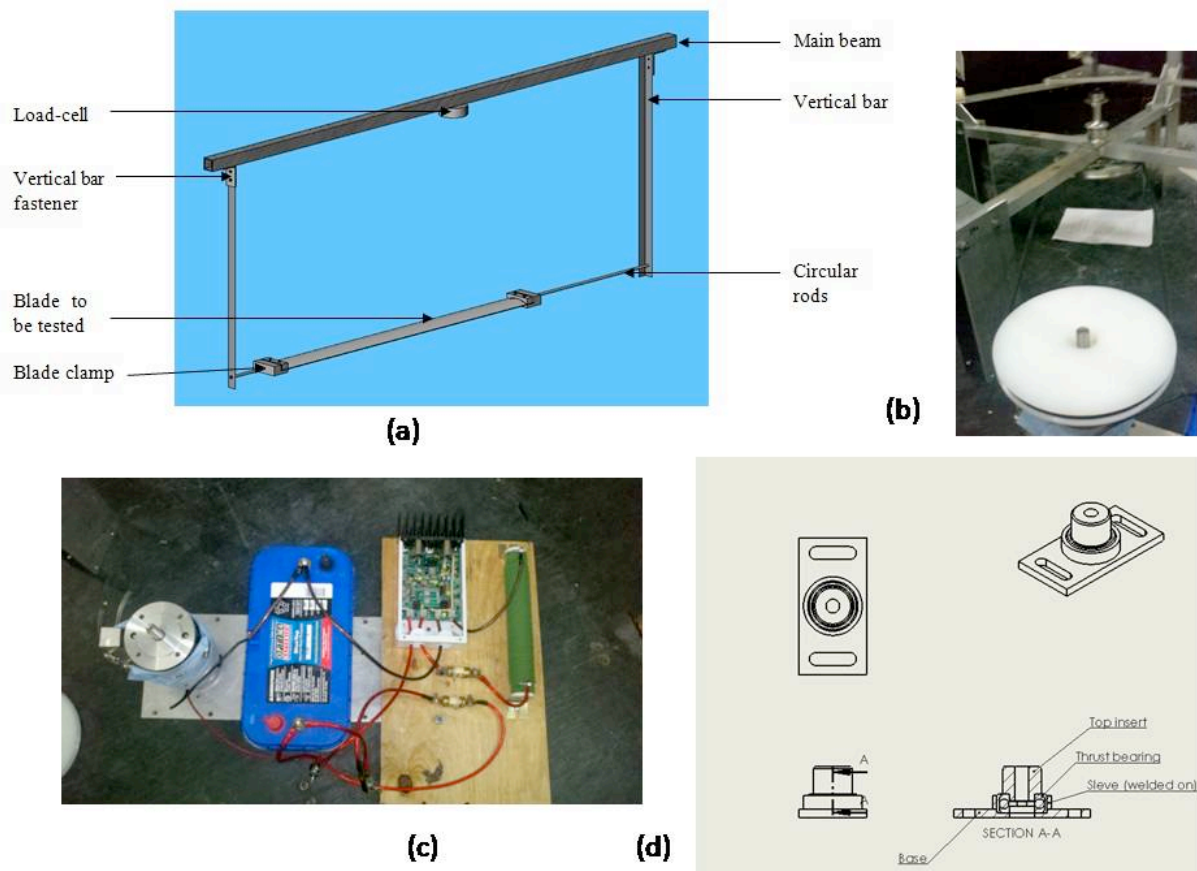 Main beam
Load-cell
Vertical bar
Vertical bar
fastener
Circular
rods
Blade to
be tested
Blade clamp
(a)
(b)
(c)
(d)
A
A
Top insert
Thrust bearing
Sleve (welded on)
SECTION A-A
Base